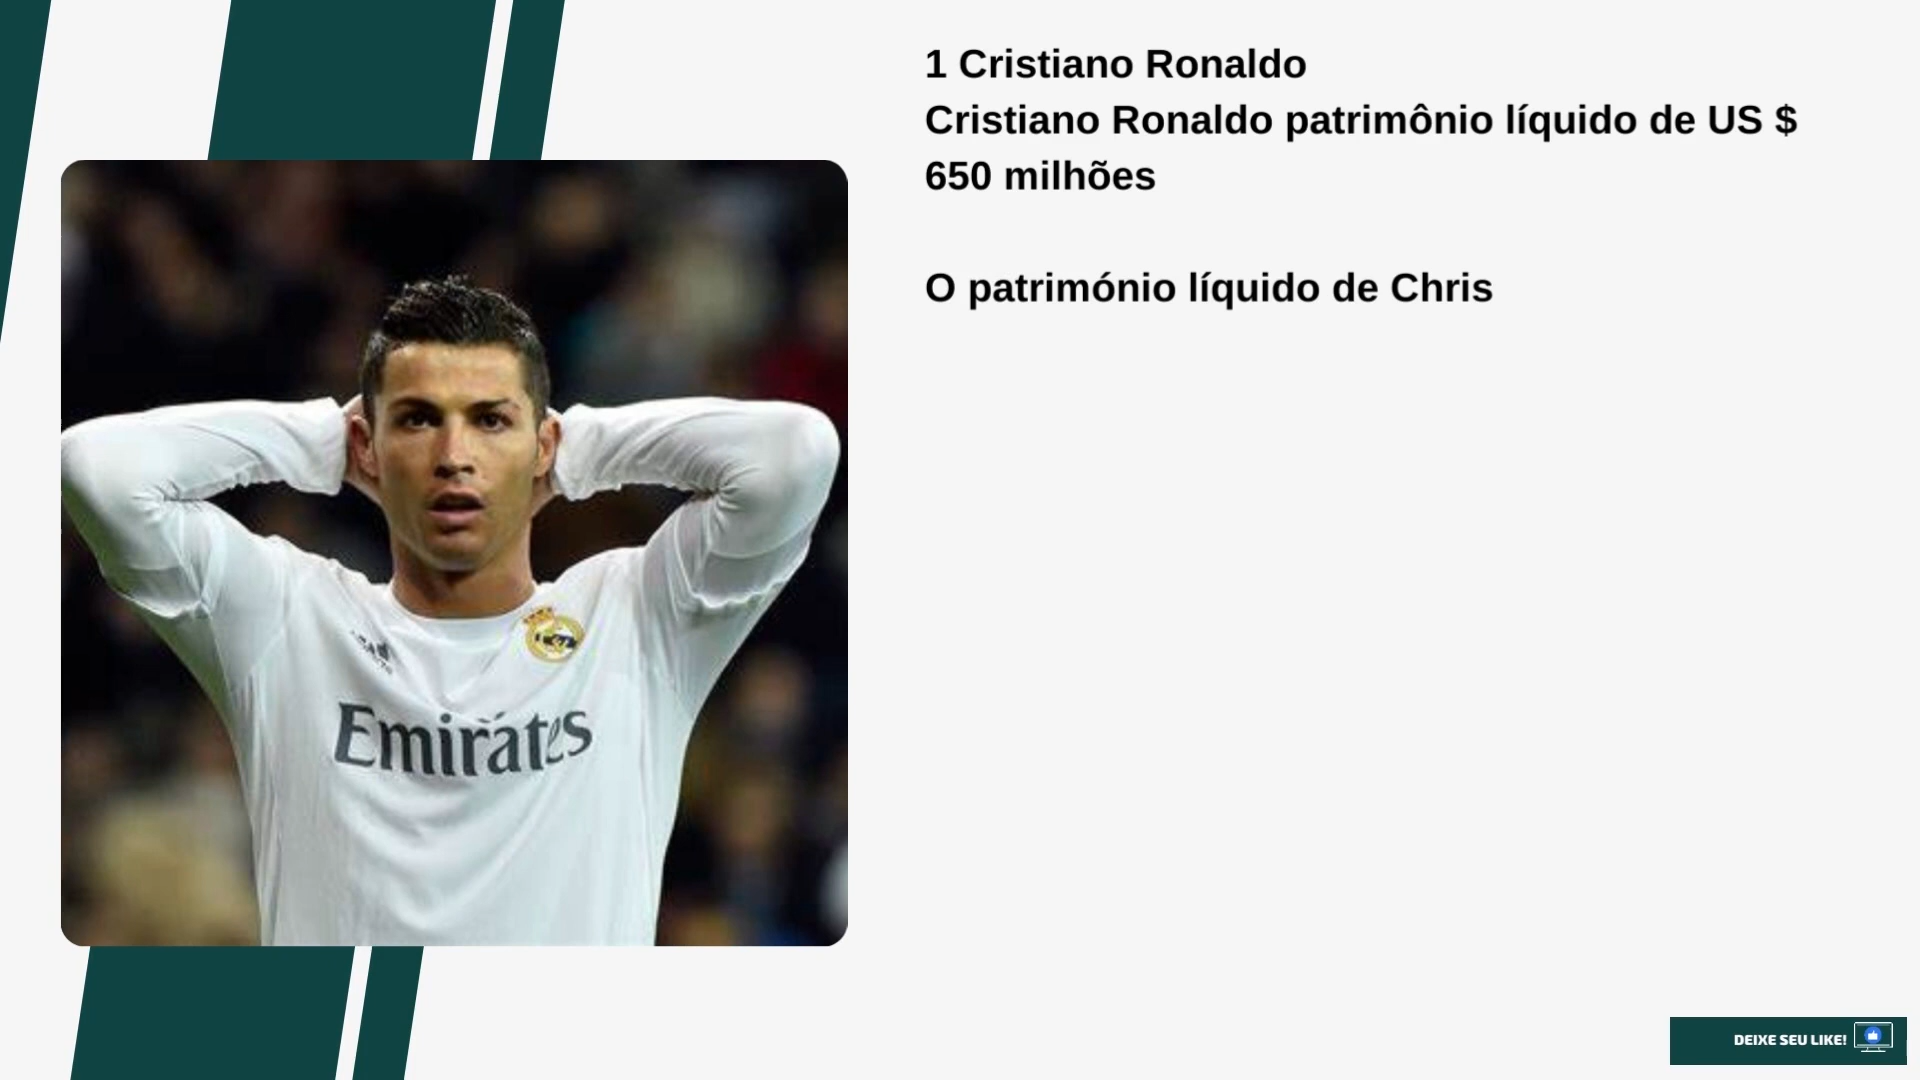 1 Cristiano Ronaldo
Cristiano Ronaldo patrimônio líquido de US $
650 milhões
O património líquido de Chris
Emirates
DEIXE SEU LIKE!